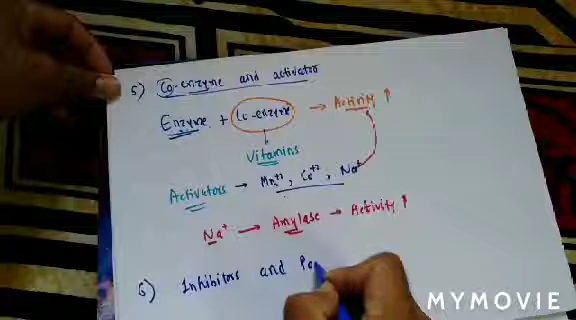 5) Co-enzyme and activator
Enzyme + Co-enzyme → Activity ↑
Vitamins
Activators → Mn+2, Ca+2, Na+
Na+ → Amylase → Activity ↑
6) Inhibitors and
MYMOVIE